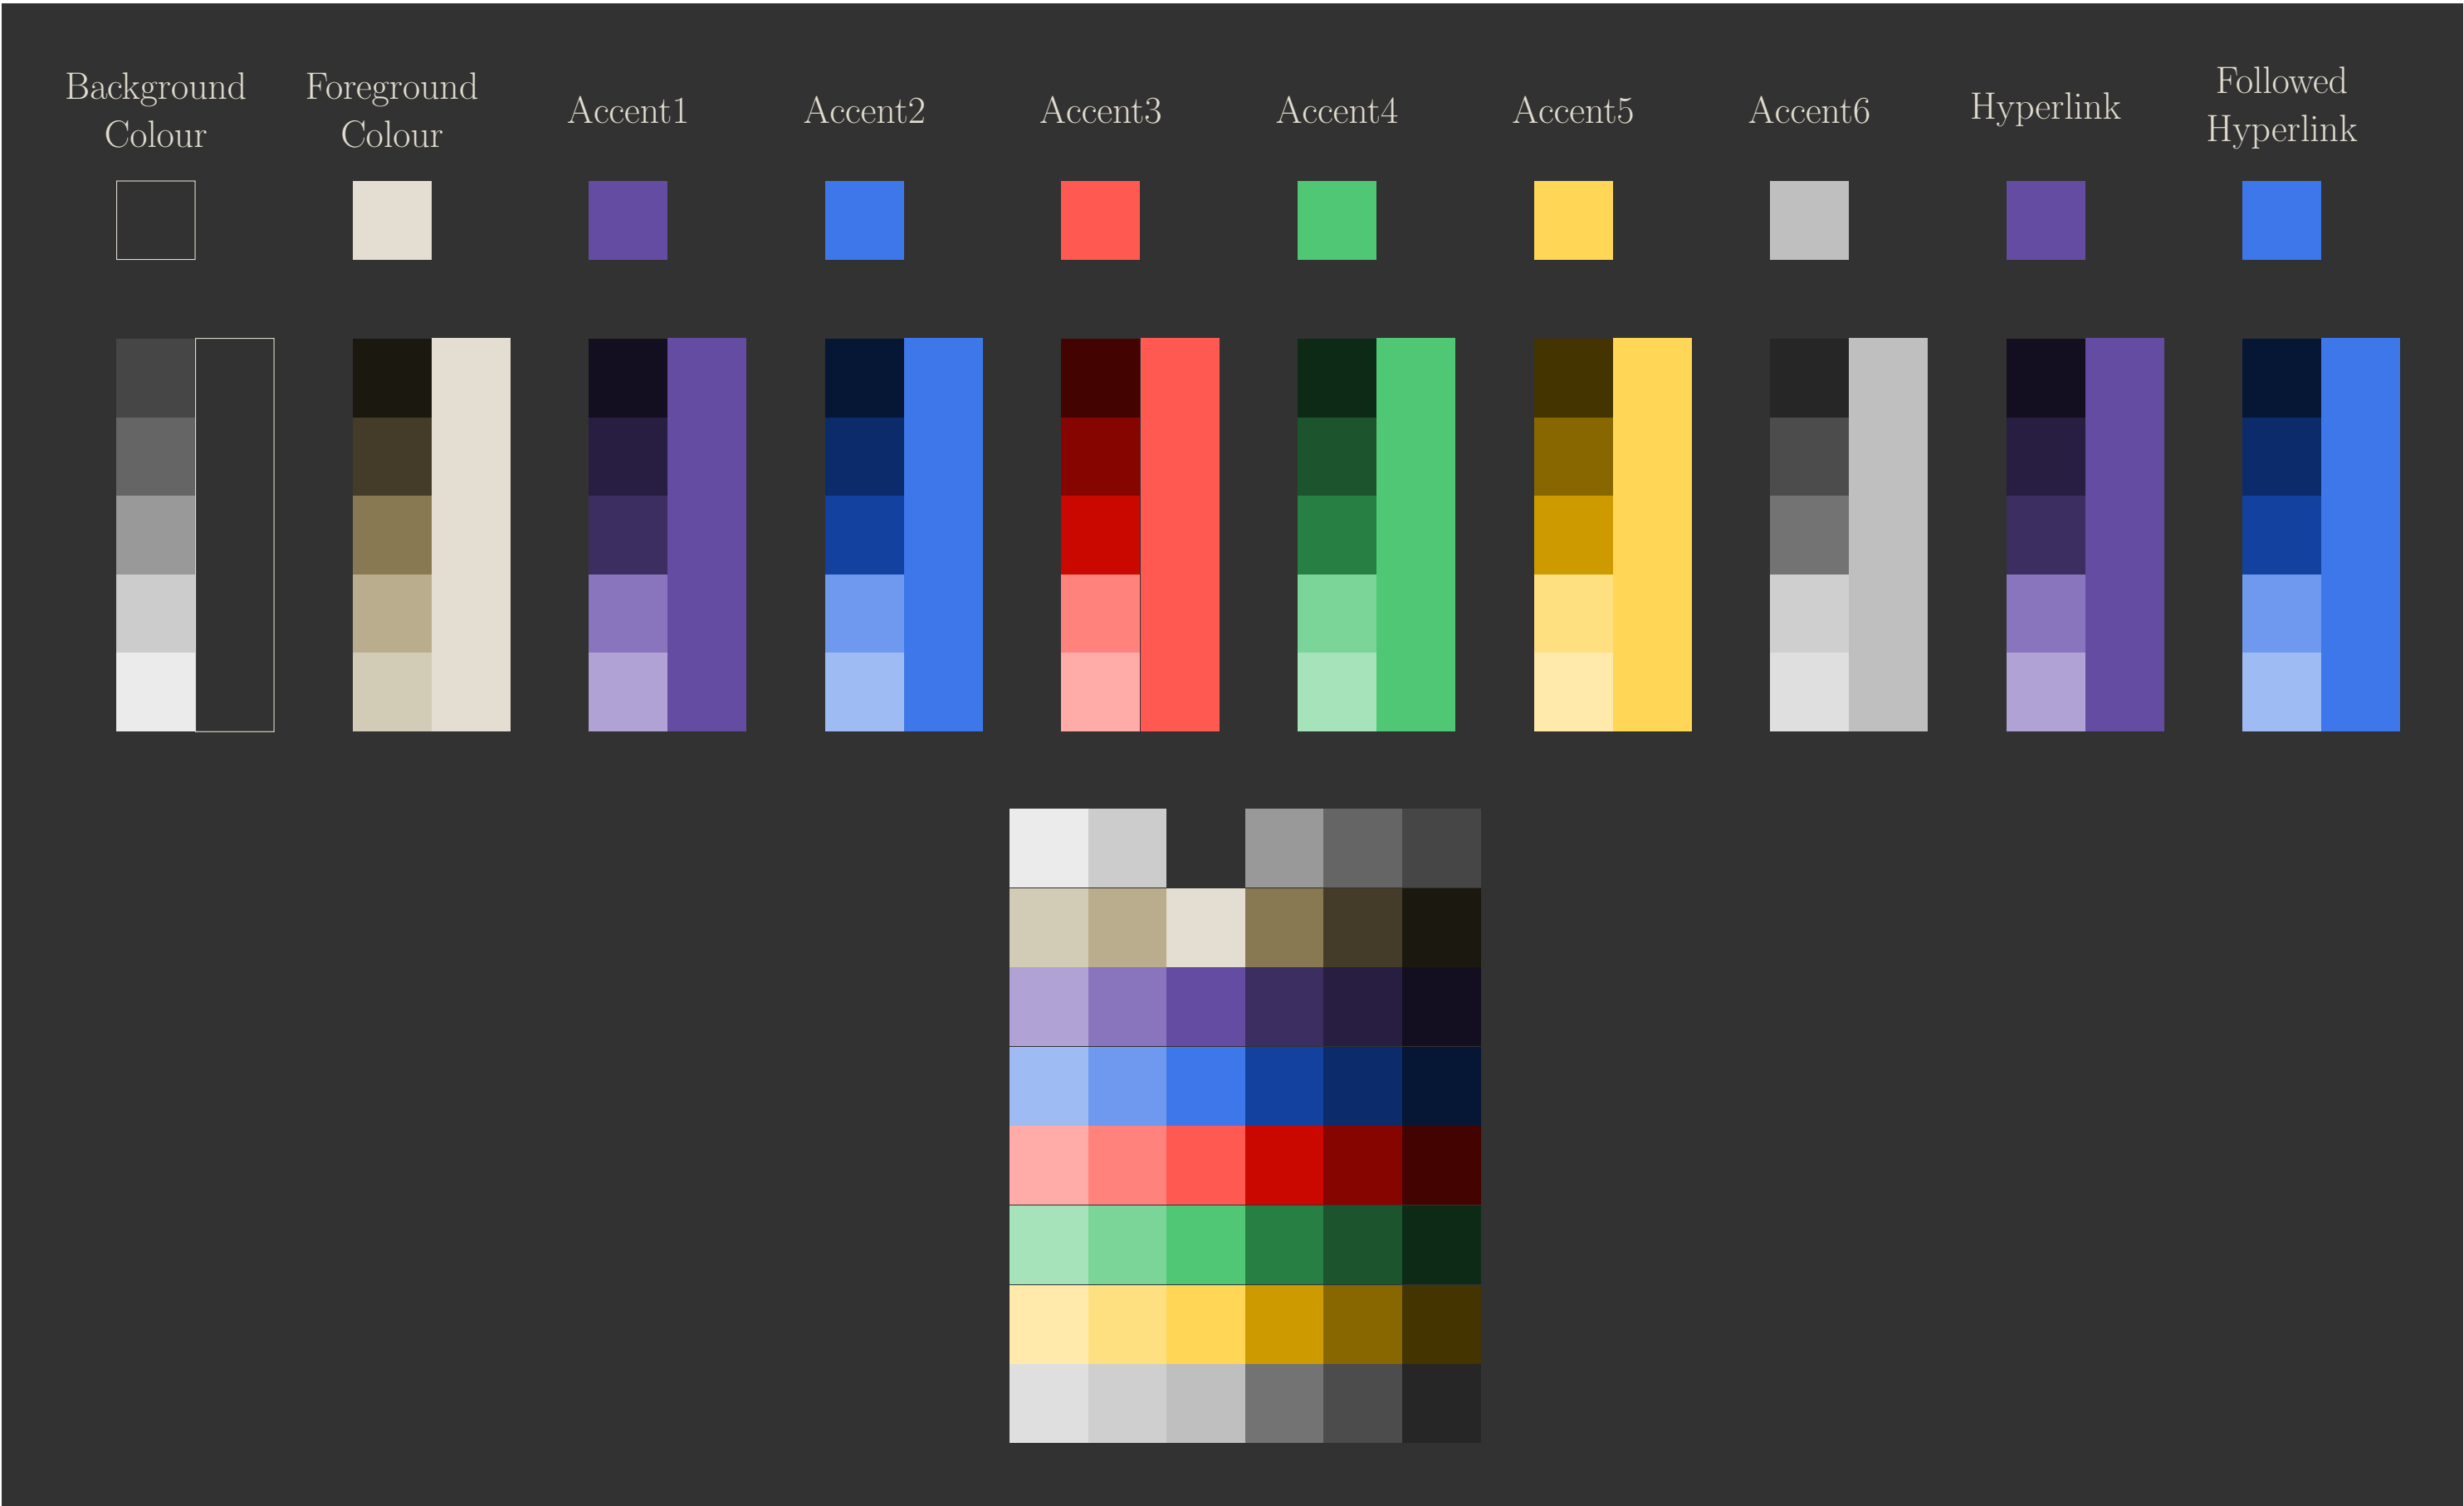 Background
Colour
Foreground
Colour
Accent1
Accent2
Accent3
Accent4
Accent5
Accent6
Hyperlink
Followed
Hyperlink